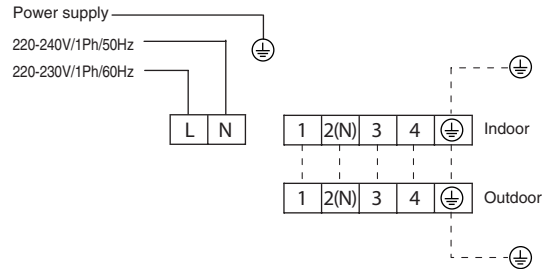 Power supply
220-240V/1Ph/50Hz
220-230V/1Ph/60Hz
L N
1 2(N) 3 4 Indoor
1 2(N) 3 4 Outdoor